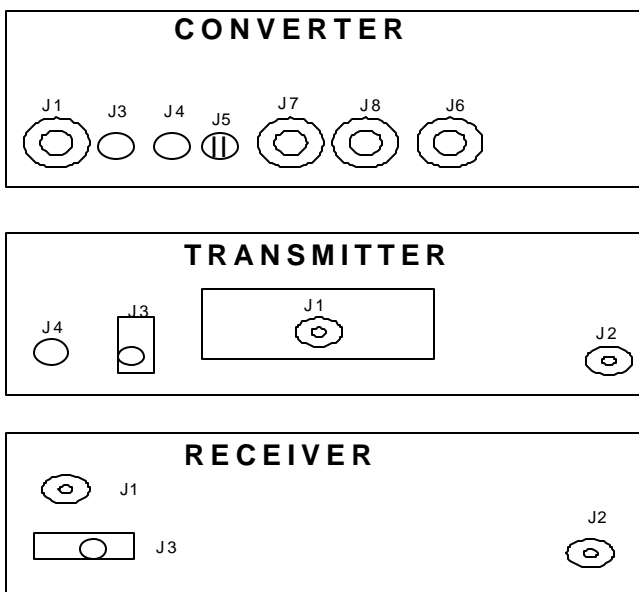 CONVERTER
J1 J3 J4 J5 J7 J8 J6
TRANSMITTER
J4 J3 J1 J2
RECEIVER
J1
J2
J3